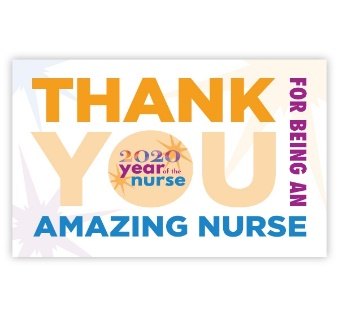 THANK
YOU
FOR BEING AN
2020
year of the
nurse
AMAZING NURSE